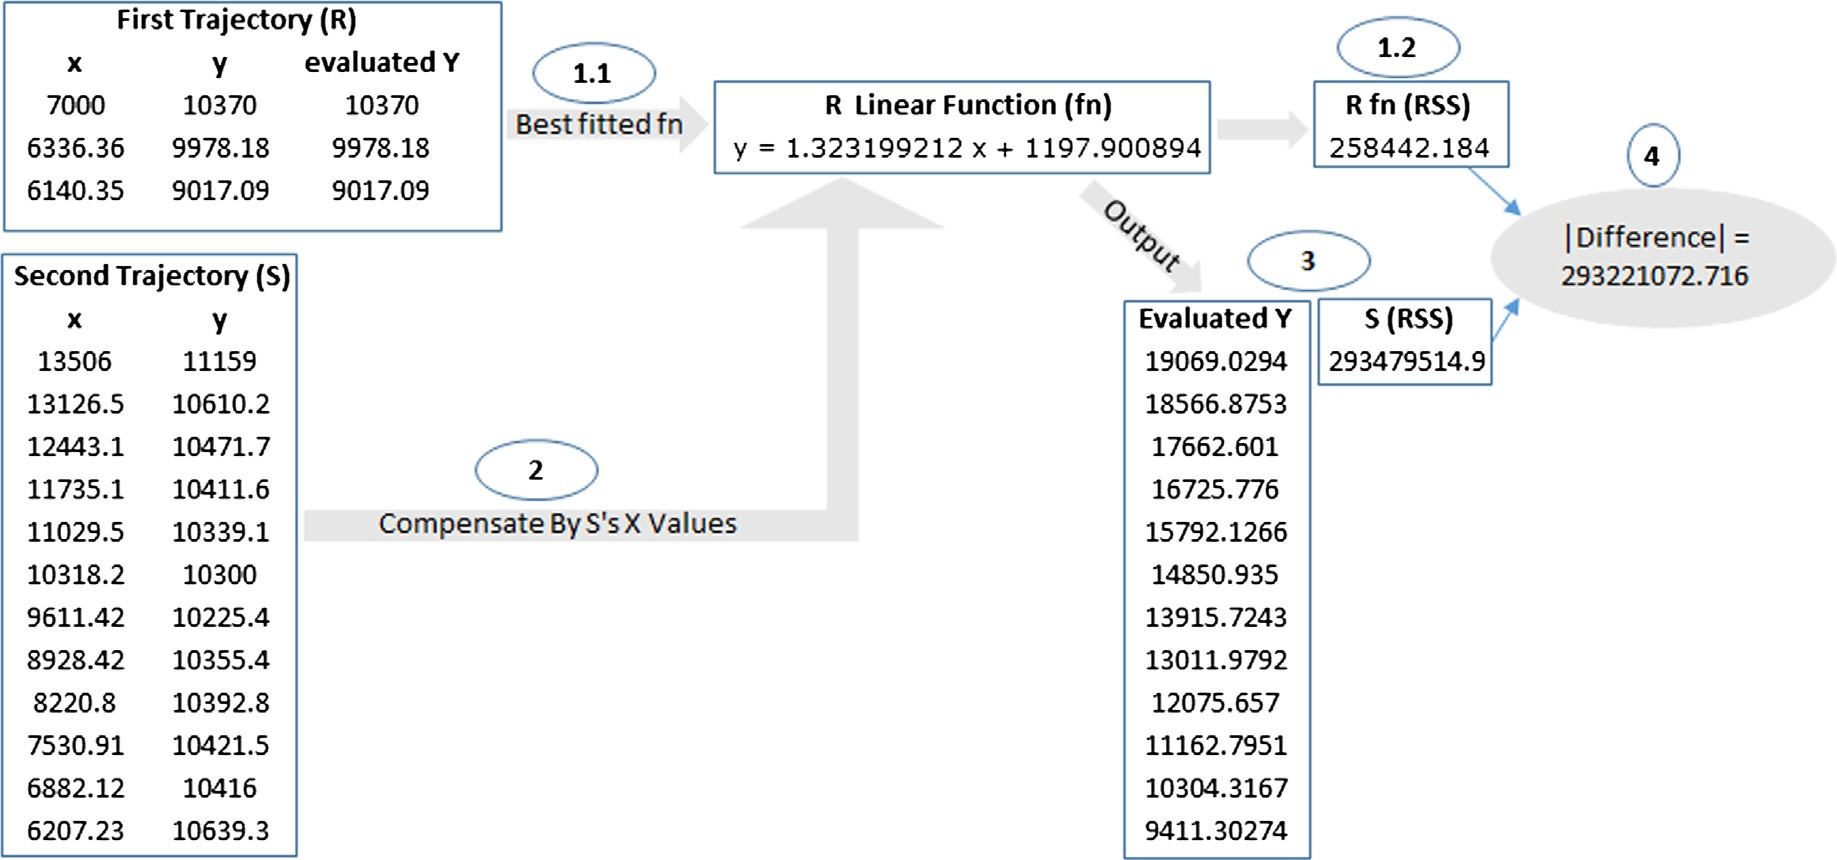 First Trajectory (R)
x y evaluated Y
7000 10370 10370
6336.36 9978.18 9978.18
6140.35 9017.09 9017.09
1.1
Best fitted fn
R Linear Function (fn)
y = 1.323199212 x + 1197.900894
1.2
R fn (RSS)
258442.184
4
|Difference| =
293221072.716
Second Trajectory (S)
x y
13506 11159
13126.5 10610.2
12443.1 10471.7
11735.1 10411.6
11029.5 10339.1
10318.2 10300
9611.42 10225.4
8928.42 10355.4
8220.8 10392.8
7530.91 10421.5
6882.12 10416
6207.23 10639.3
2
Compensate By S's X Values
Output
3
Evaluated Y
19069.0294
18566.8753
17662.601
16725.776
15792.1266
14850.935
13915.7243
13011.9792
12075.657
11162.7951
10304.3167
9411.30274
S (RSS)
293479514.9